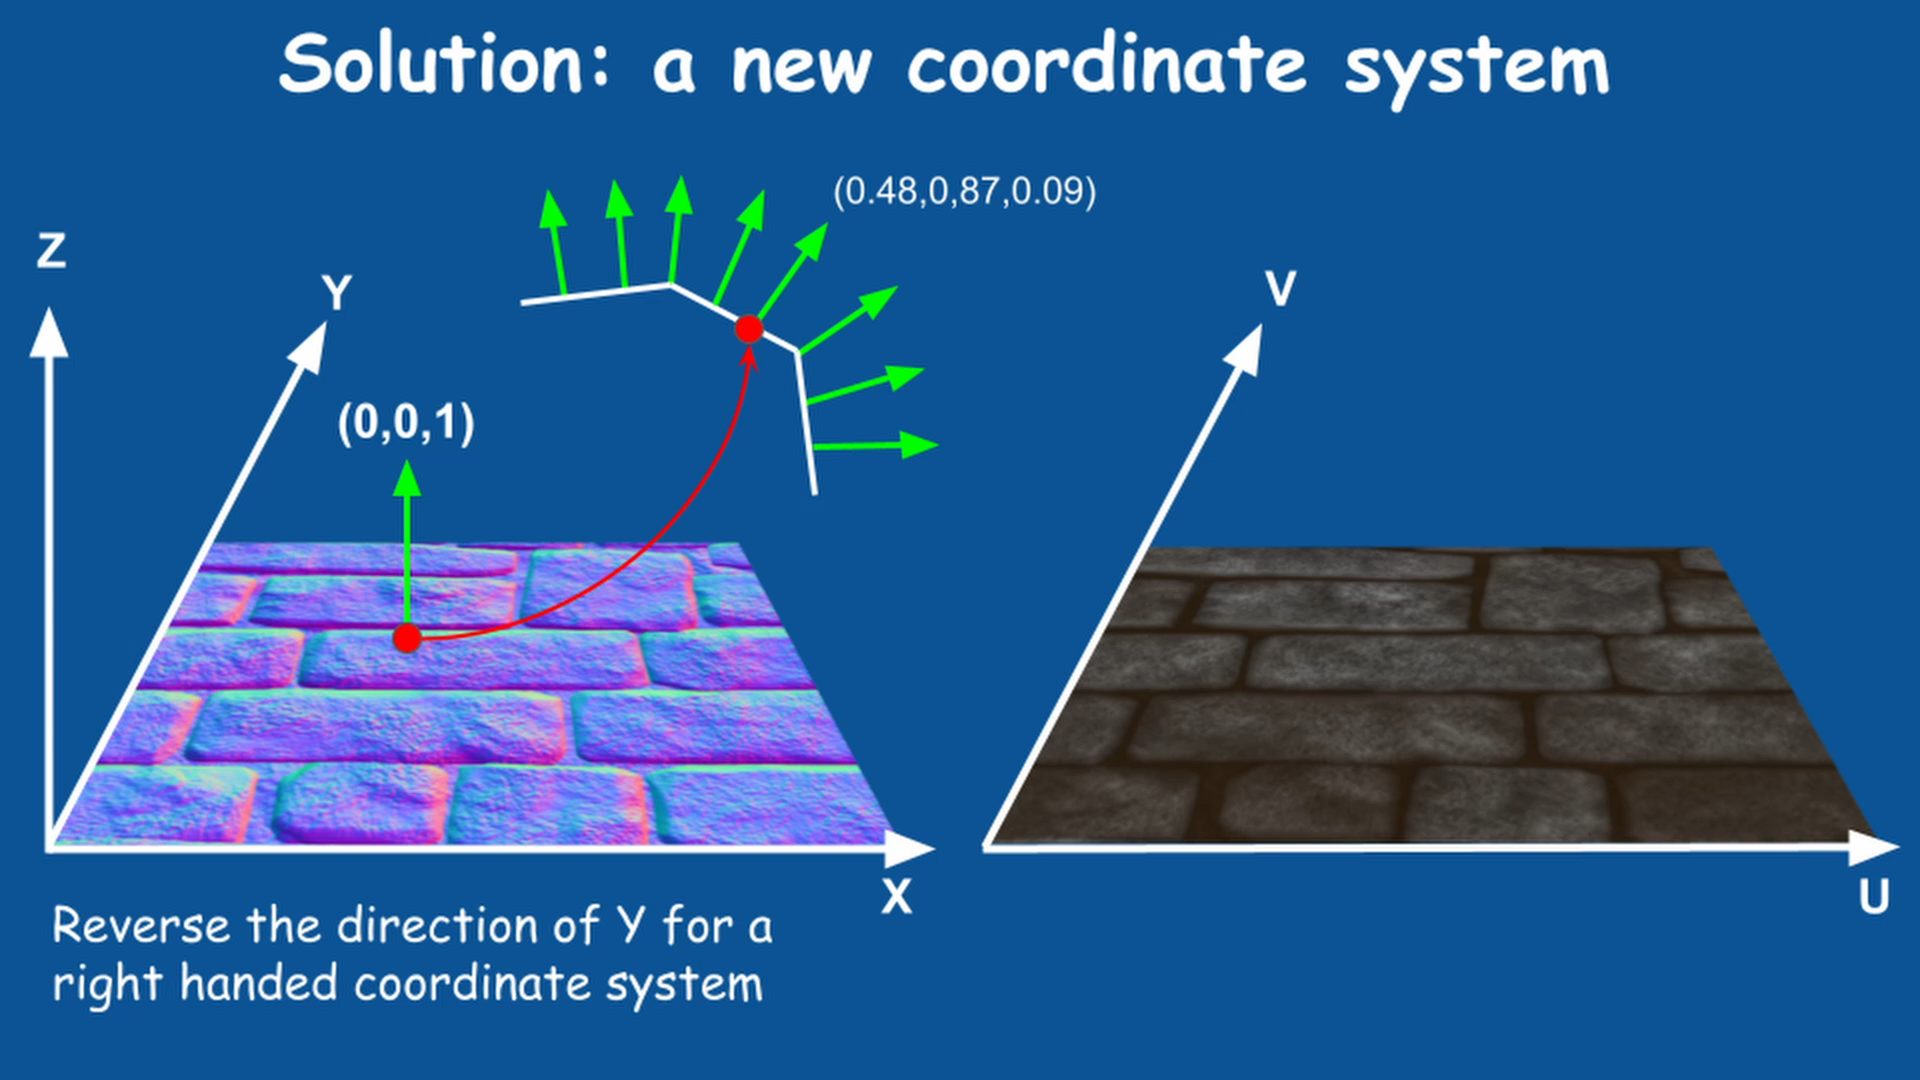 Solution: a new coordinate system
(0.48,0,87,0.09)
Z
Y
V
(0,0,1)
X
U
Reverse the direction of Y for a
right handed coordinate system